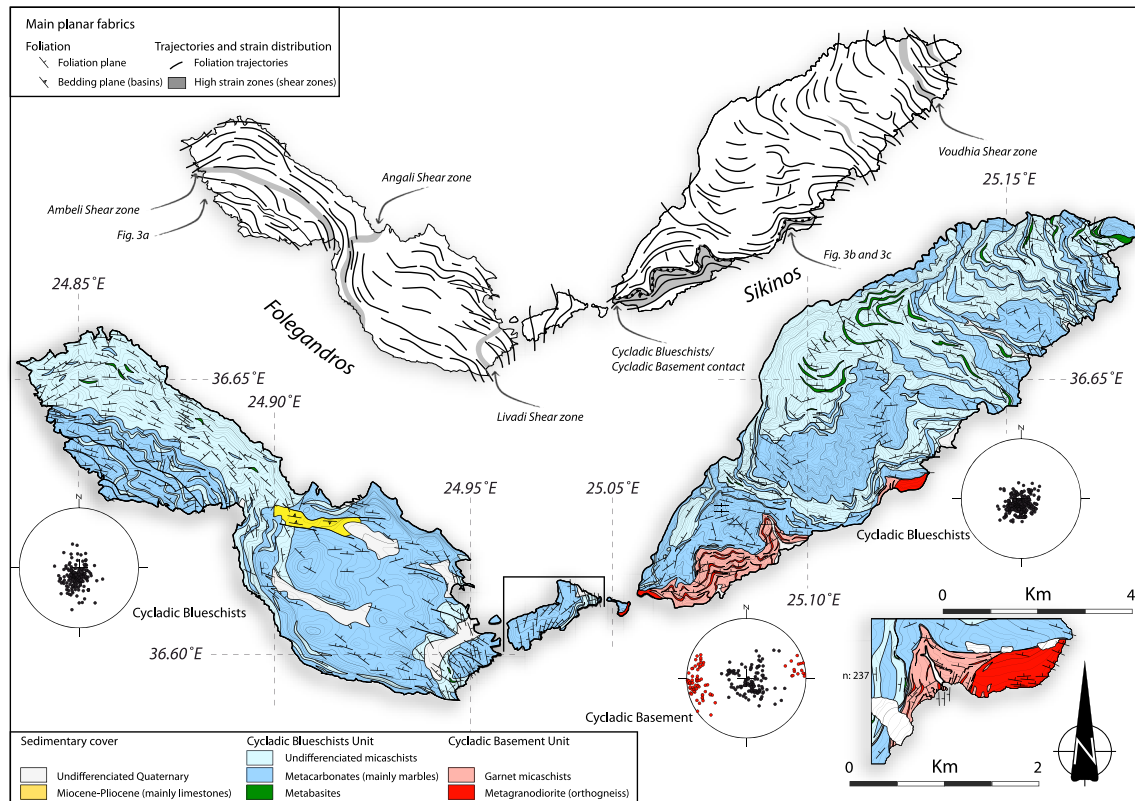 Main planar fabrics
Foliation
Trajectories and strain distribution
Foliation plane
Foliation trajectories
Bedding plane (basins)
High strain zones (shear zones)
Voudhia Shear zone
Angali Shear zone
25.15˚E
Ambeli Shear zone
Fig. 3a
Fig. 3b and 3c
24.85˚E
Folegandros
Sikinos
Cycladic Blueschists/
Cycladic Basement contact
36.65˚E
24.90˚E
36.65˚E
Livadi Shear zone
N
24.95˚E
25.05˚E
N
Cycladic Blueschists
Cycladic Blueschists
25.10˚E
0 Km 4
N
36.60˚E
n: 237
Cycladic Basement
N
0 Km 2
Sedimentary cover
Cycladic Blueschists Unit
Cycladic Basement Unit
Undifferenciated micaschists
Undifferenciated Quaternary
Metacarbonates (mainly marbles)
Garnet micaschists
Miocene-Pliocene (mainly limestones)
Metabasites
Metagranodiorite (orthogneiss)